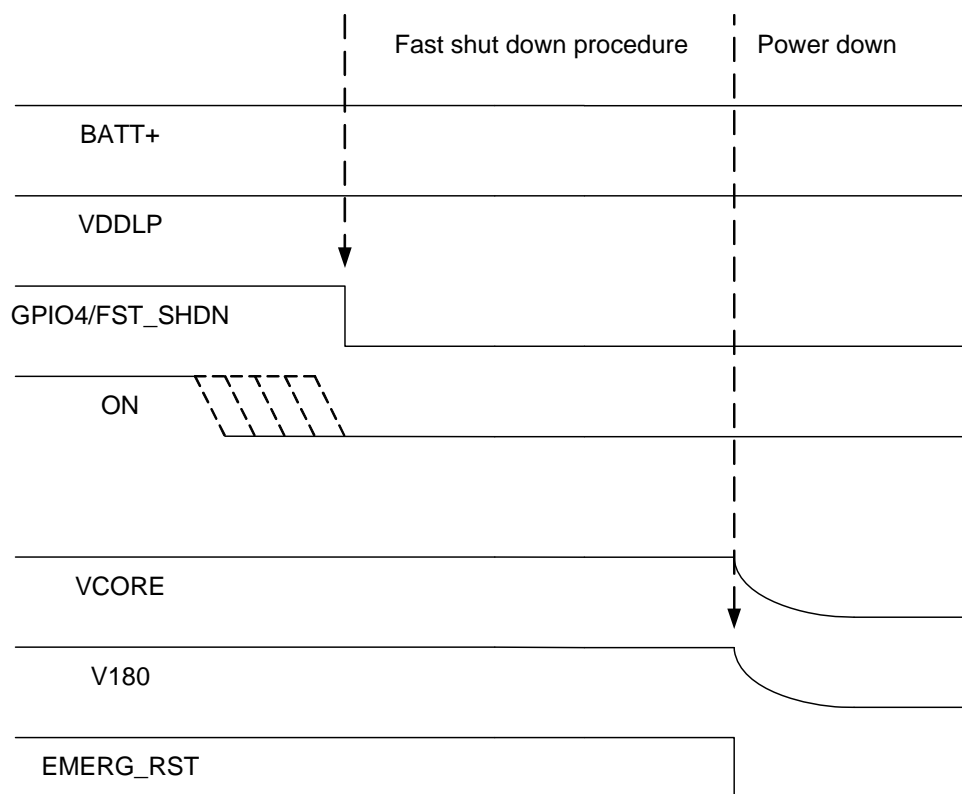 Fast shut down procedure
Power down
BATT+
VDDLP
GPIO4/FST_SHDN
ON
VCORE
V180
EMERG_RST